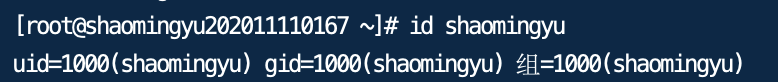 [root@shaomingyu202011110167 ~]# id shaomingyu
uid=1000(shaomingyu) gid=1000(shaomingyu) 组=1000(shaomingyu)